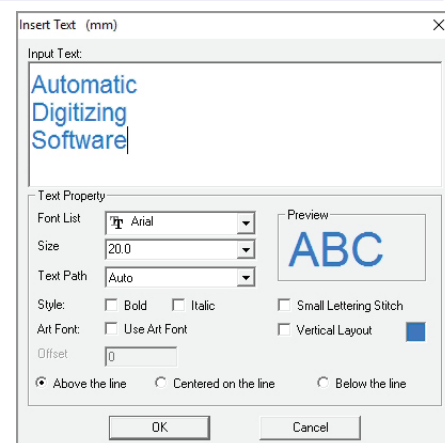 Insert Text (mm)
Input Text:
Automatic
Digitizing
Software
Text Property
Font List Arial
Preview
ABC
Size 20.0
Text Path Auto
Style: Bold Italic Small Lettering Stitch
Art Font: Use Art Font Vertical Layout
Offset 0
Above the line Centered on the line Below the line
OK Cancel